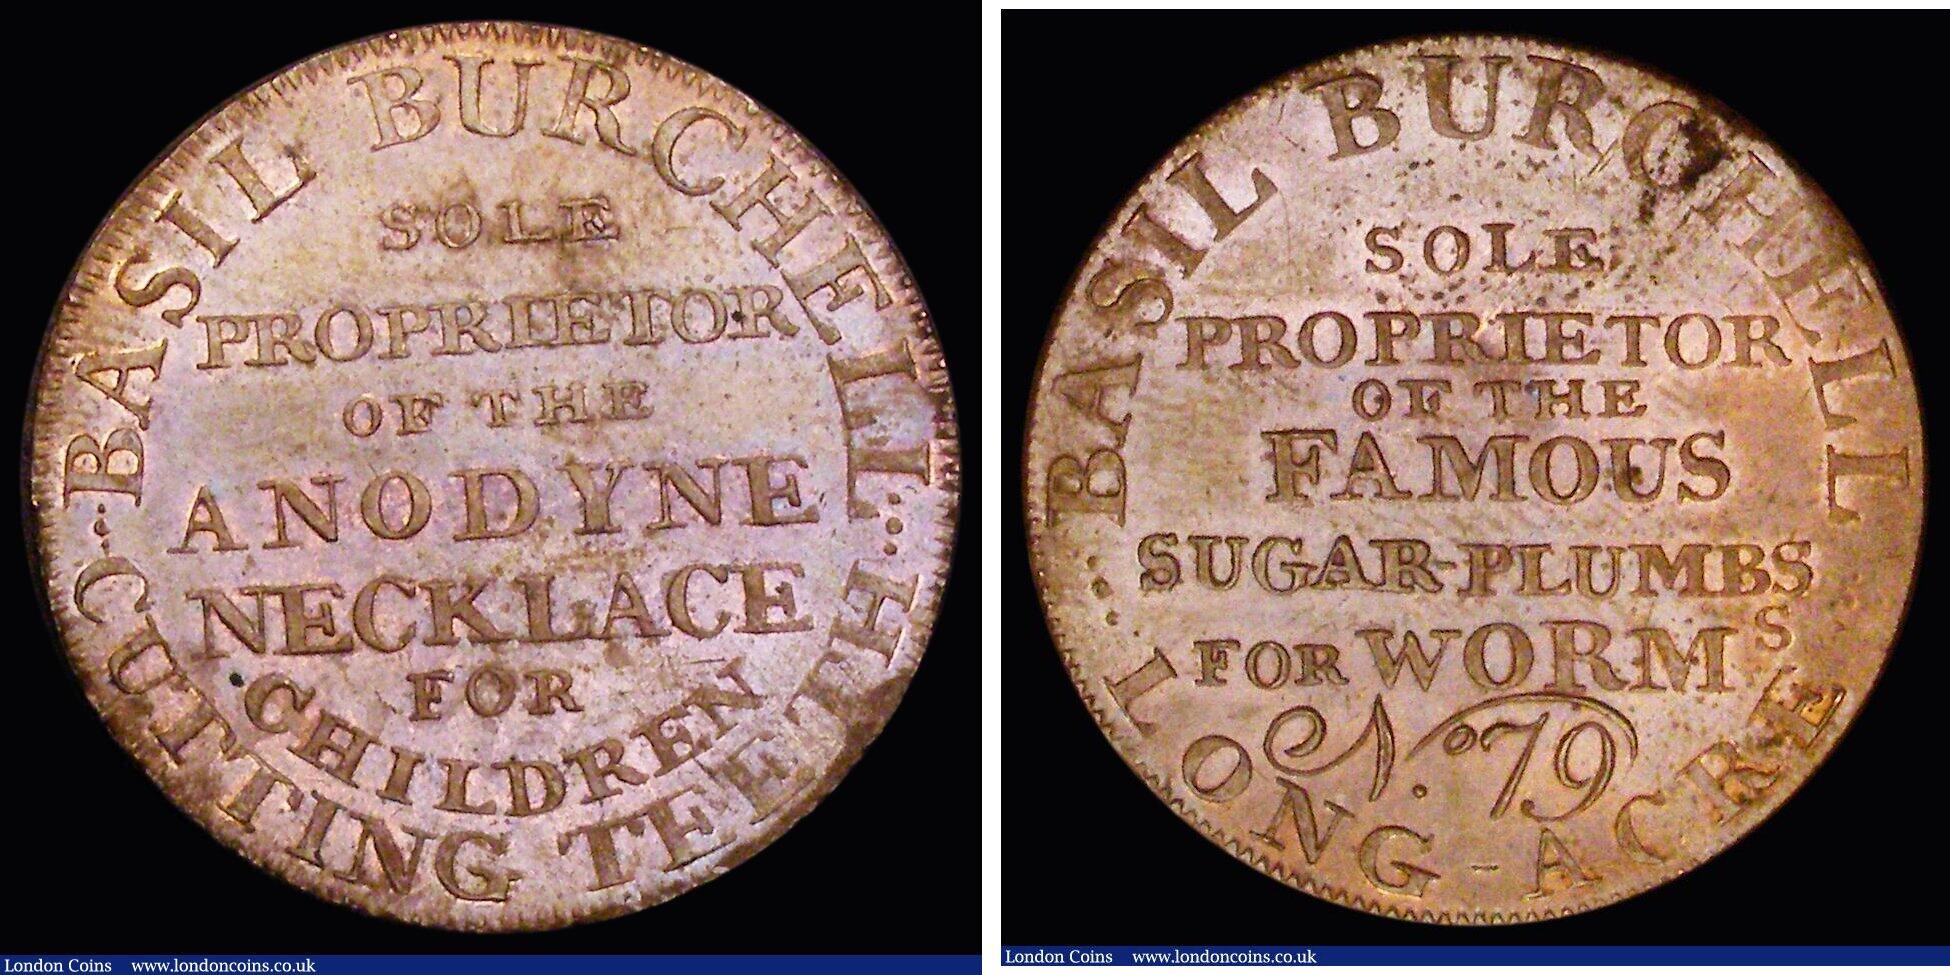 BASIL BURCHELL
SOLE
PROPRIETOR
OF THE
ANODYNE
NECKLACE
FOR
CHILDREN
CUTTING TEETH
London Coins www.londoncoins.co.uk
BASIL BURCHELL
SOLE
PROPRIETOR
OF THE
FAMOUS
SUGAR-PLUMBS
FOR WORMS
No. 79
LONG-ACRE
London Coins www.londoncoins.co.uk